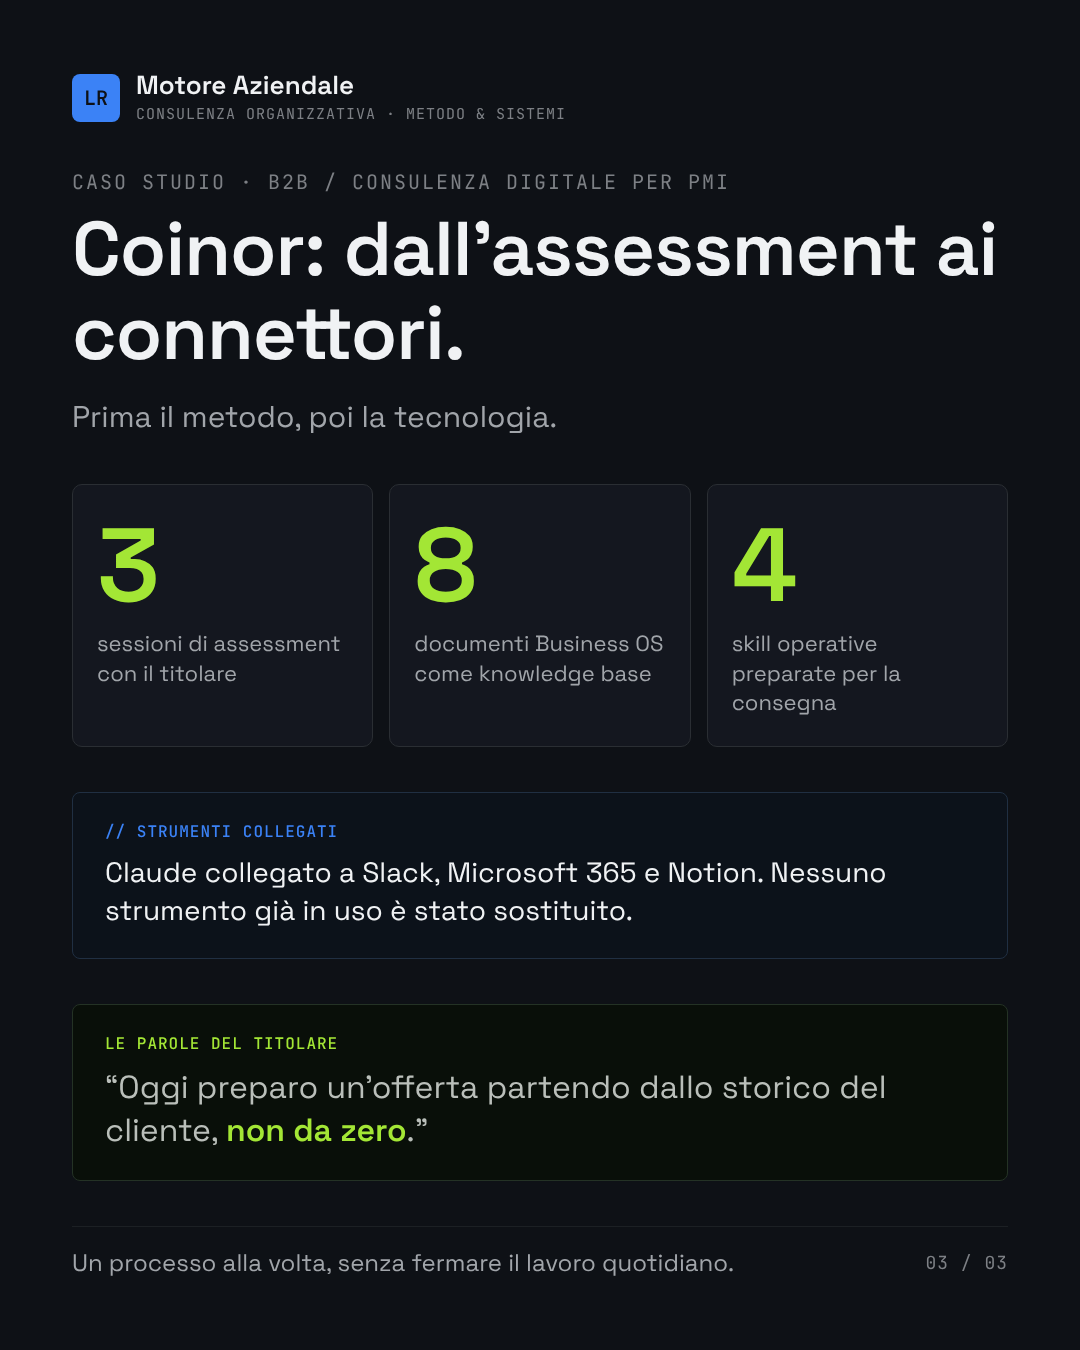 LR
Motore Aziendale
CONSULENZA ORGANIZZATIVA · METODO & SISTEMI
CASO STUDIO · B2B / CONSULENZA DIGITALE PER PMI
Coinor: dall’assessment ai
connettori.
Prima il metodo, poi la tecnologia.
3
sessioni di assessment
con il titolare
8
documenti Business OS
come knowledge base
4
skill operative
preparate per la
consegna
// STRUMENTI COLLEGATI
Claude collegato a Slack, Microsoft 365 e Notion. Nessuno
strumento già in uso è stato sostituito.
LE PAROLE DEL TITOLARE
“Oggi preparo un’offerta partendo dallo storico del
cliente, non da zero.”
Un processo alla volta, senza fermare il lavoro quotidiano.
03 / 03